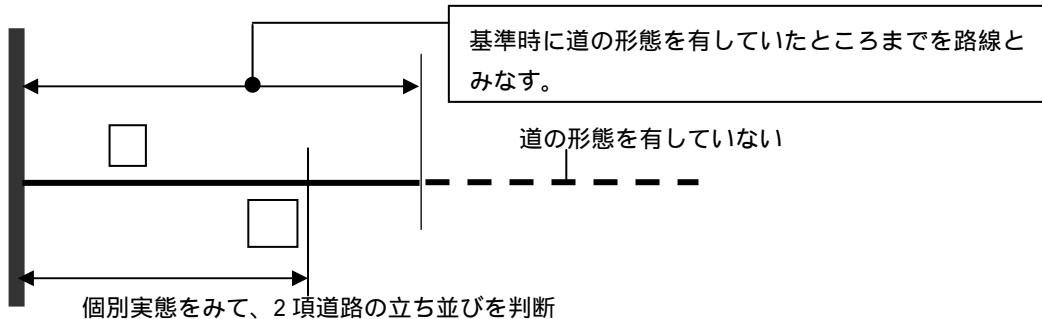 基準時に道の形態を有していたところまでを路線と
みなす。
道の形態を有していない
個別実態をみて、2 項道路の立ち並びを判断